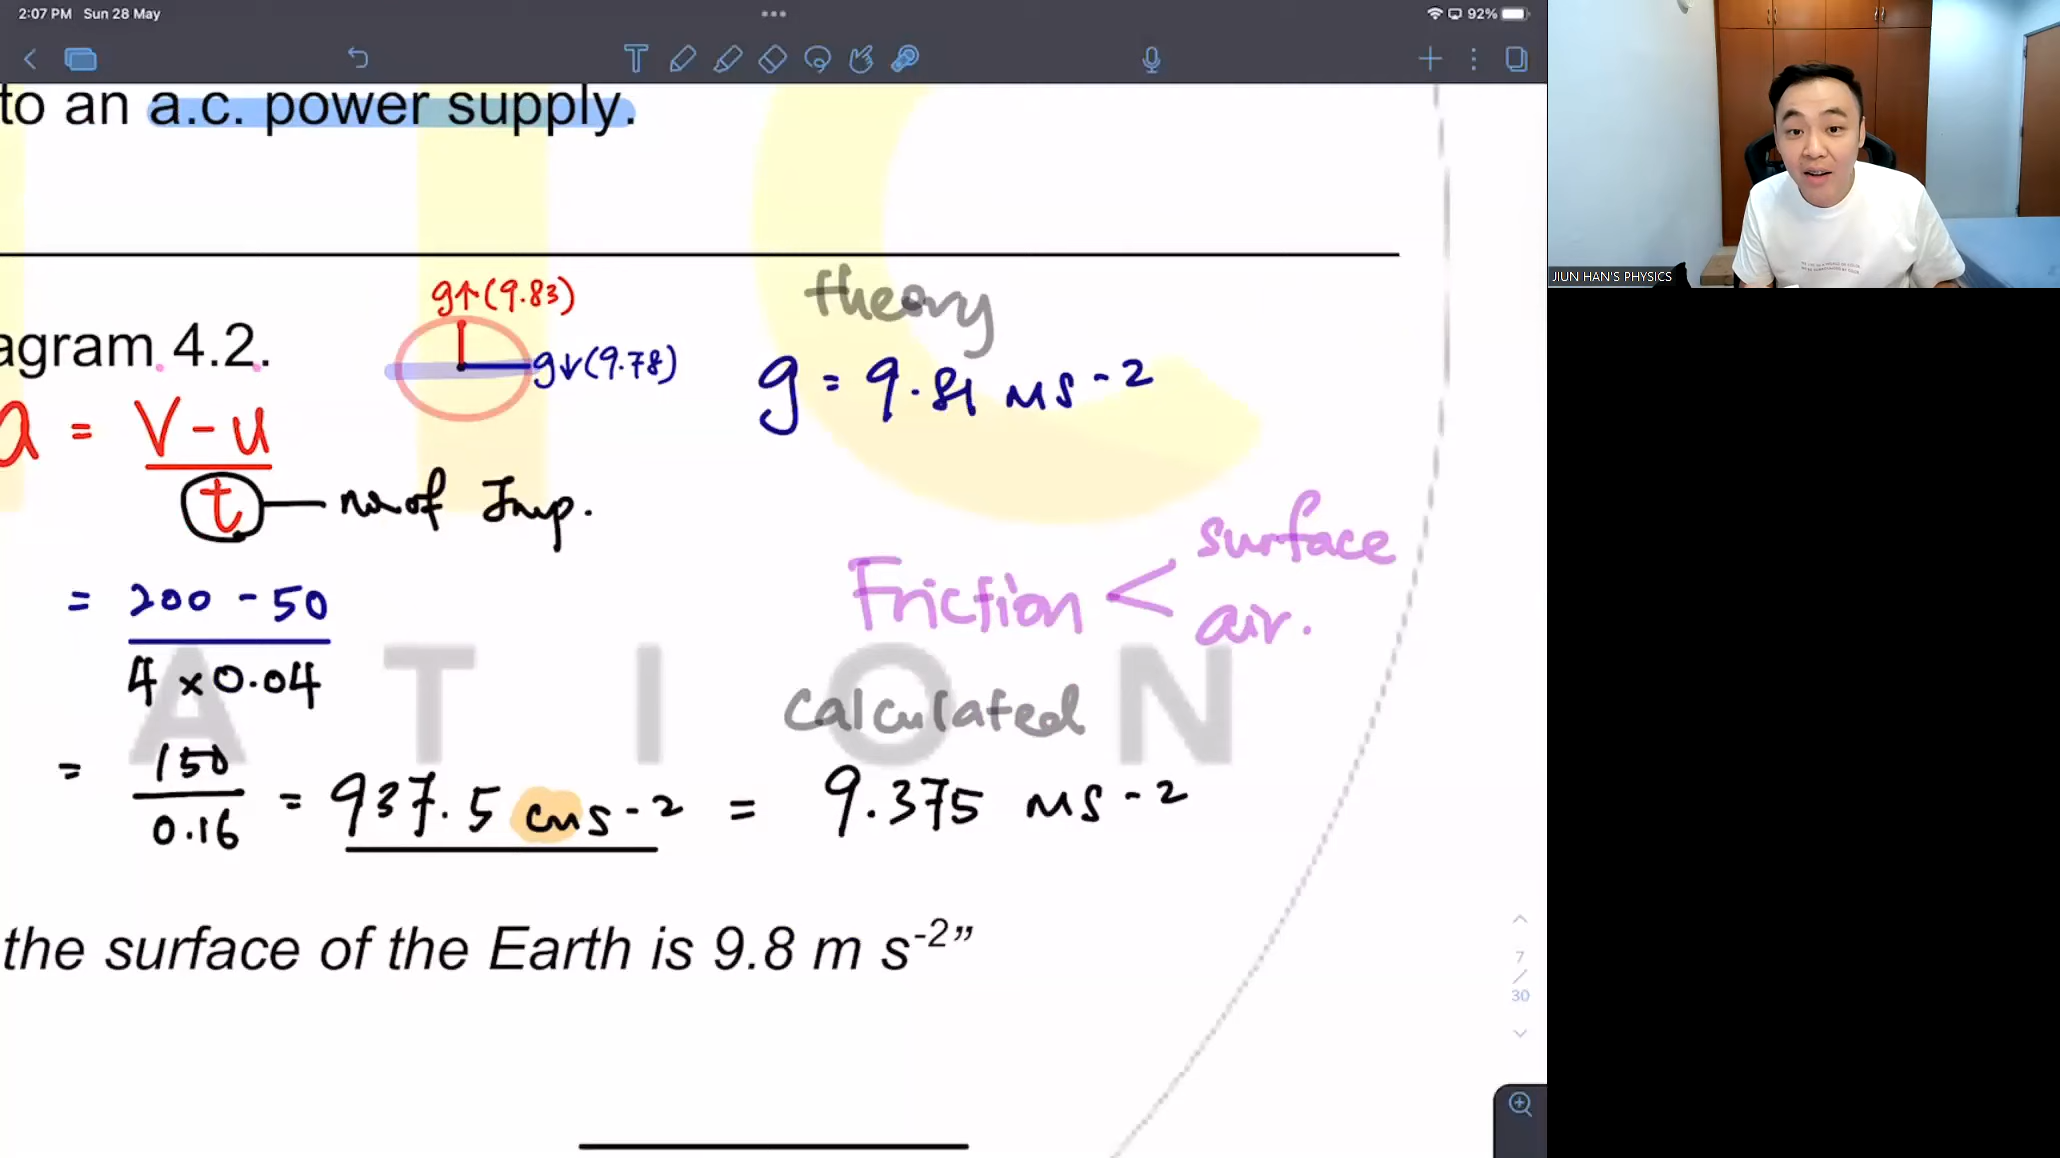 2:07 PM Sun 28 May
92%
to an a.c. power supply.
JIUN HAN'S PHYSICS
g↑(9.83)
theory
agram 4.2.
g↓(9.78)
g = 9.81 ms-2
a = v - u
t
no. of Imp.
surface
Friction <
air.
= 200 - 50
4 × 0.04
ATION
calculated
= 150
0.16
= 937.5 cms-2 = 9.375 ms-2
the surface of the Earth is 9.8 m s-2”
7
/
30